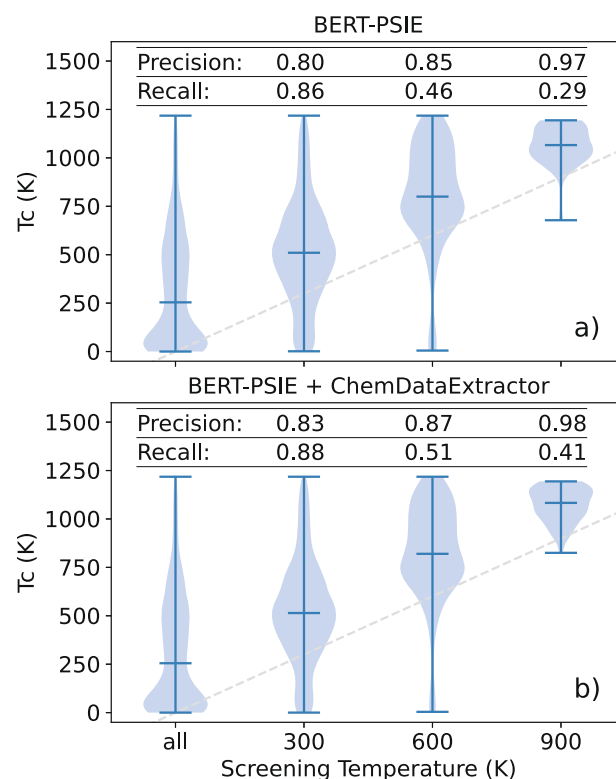 BERT-PSIE
Precision: 0.80 0.85 0.97
Recall: 0.86 0.46 0.29
1500
1250
1000
750
500
250
0
Tc (K)
a)
BERT-PSIE + ChemDataExtractor
Precision: 0.83 0.87 0.98
Recall: 0.88 0.51 0.41
1500
1250
1000
750
500
250
0
Tc (K)
b)
all 300 600 900
Screening Temperature (K)